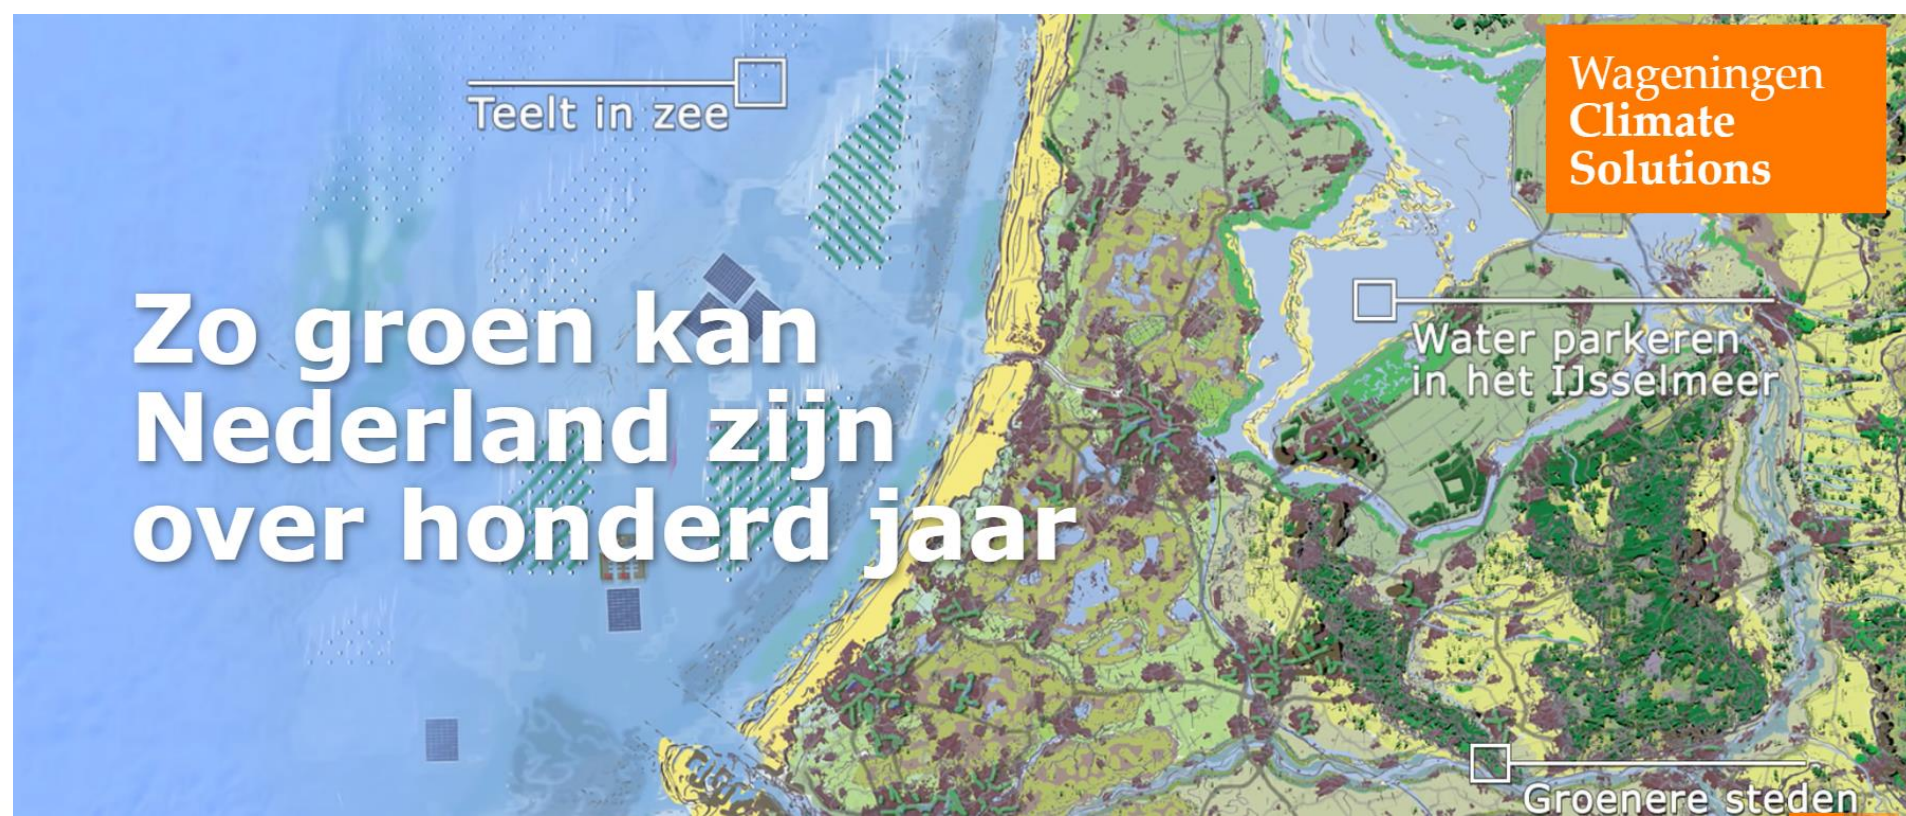 Teelt in zee
Wageningen
Climate
Solutions
Zo groen kan
Nederland zijn
over honderd jaar
Water parkeren
in het IJsselmeer
Groenere steden